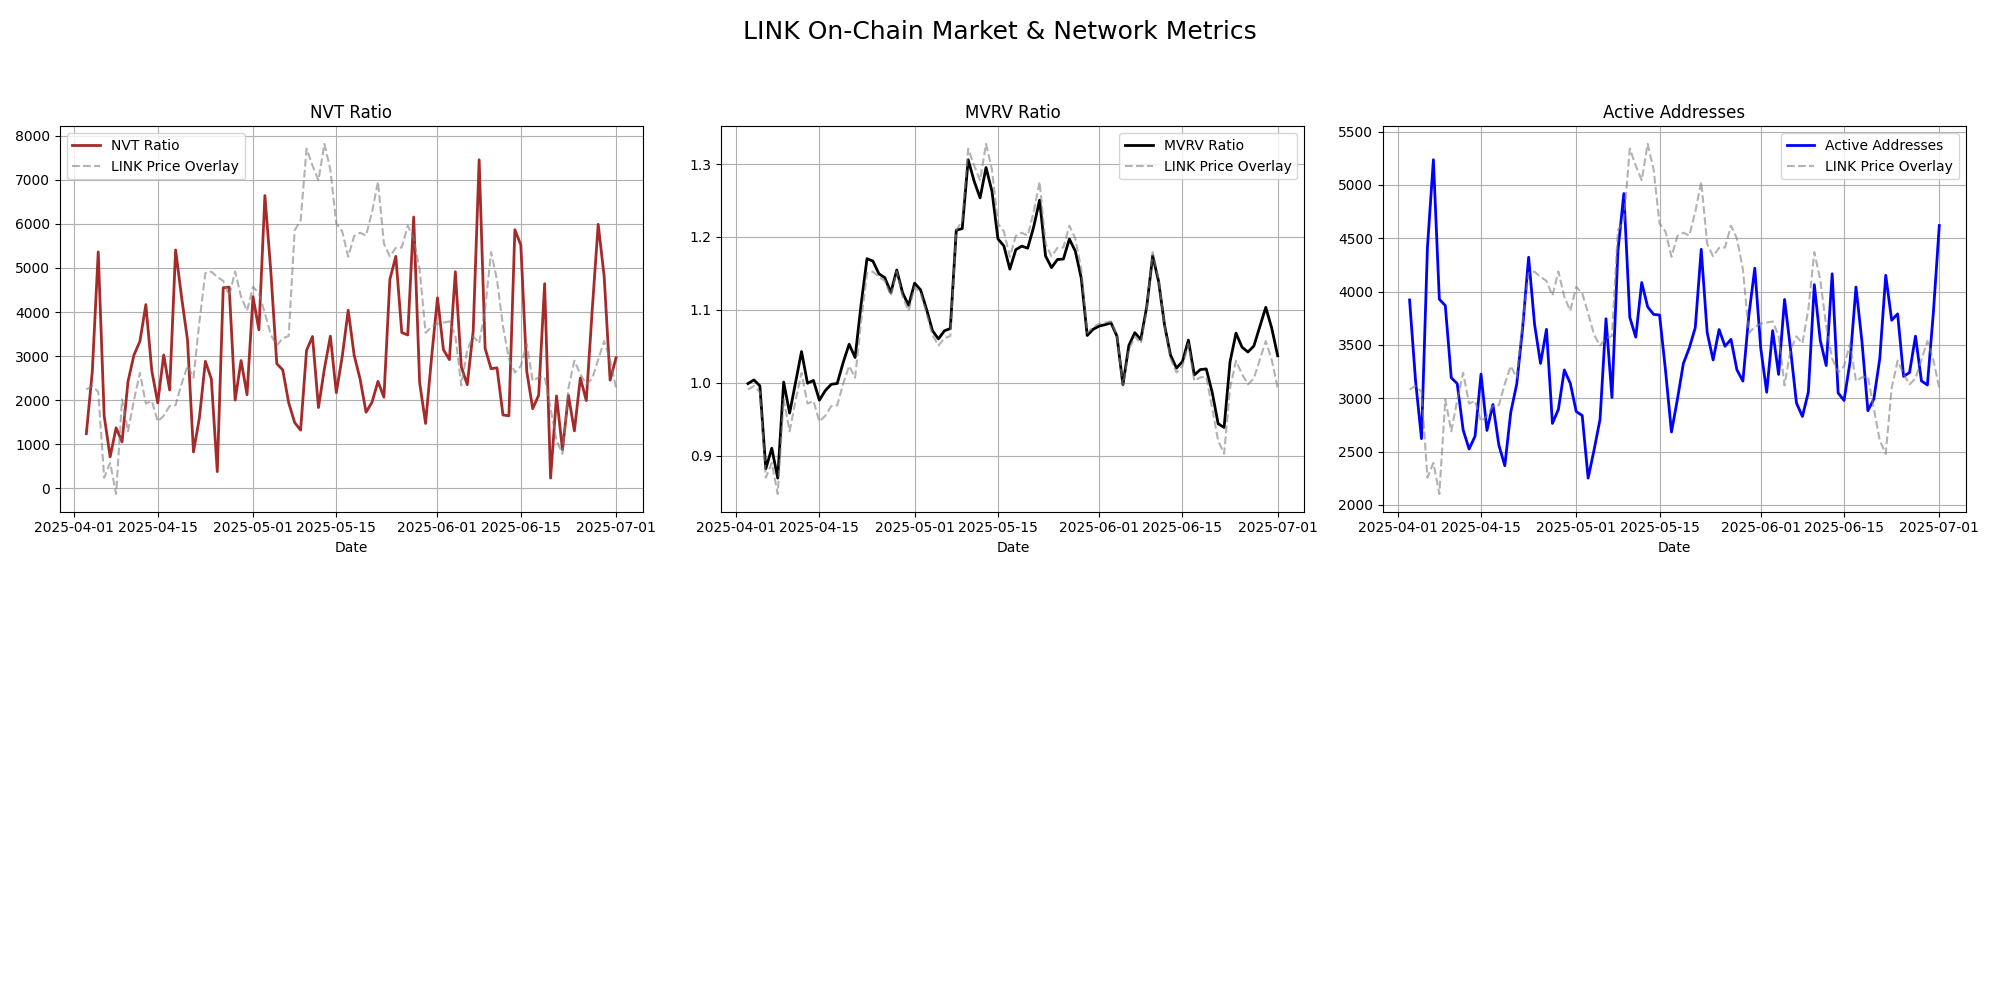 LINK On-Chain Market & Network Metrics
NVT Ratio
NVT Ratio
LINK Price Overlay
8000
7000
6000
5000
4000
3000
2000
1000
0
2025-04-01 2025-04-15 2025-05-01 2025-05-15 2025-06-01 2025-06-15 2025-07-01
Date
MVRV Ratio
MVRV Ratio
LINK Price Overlay
1.3
1.2
1.1
1.0
0.9
2025-04-01 2025-04-15 2025-05-01 2025-05-15 2025-06-01 2025-06-15 2025-07-01
Date
Active Addresses
Active Addresses
LINK Price Overlay
5500
5000
4500
4000
3500
3000
2500
2000
2025-04-01 2025-04-15 2025-05-01 2025-05-15 2025-06-01 2025-06-15 2025-07-01
Date